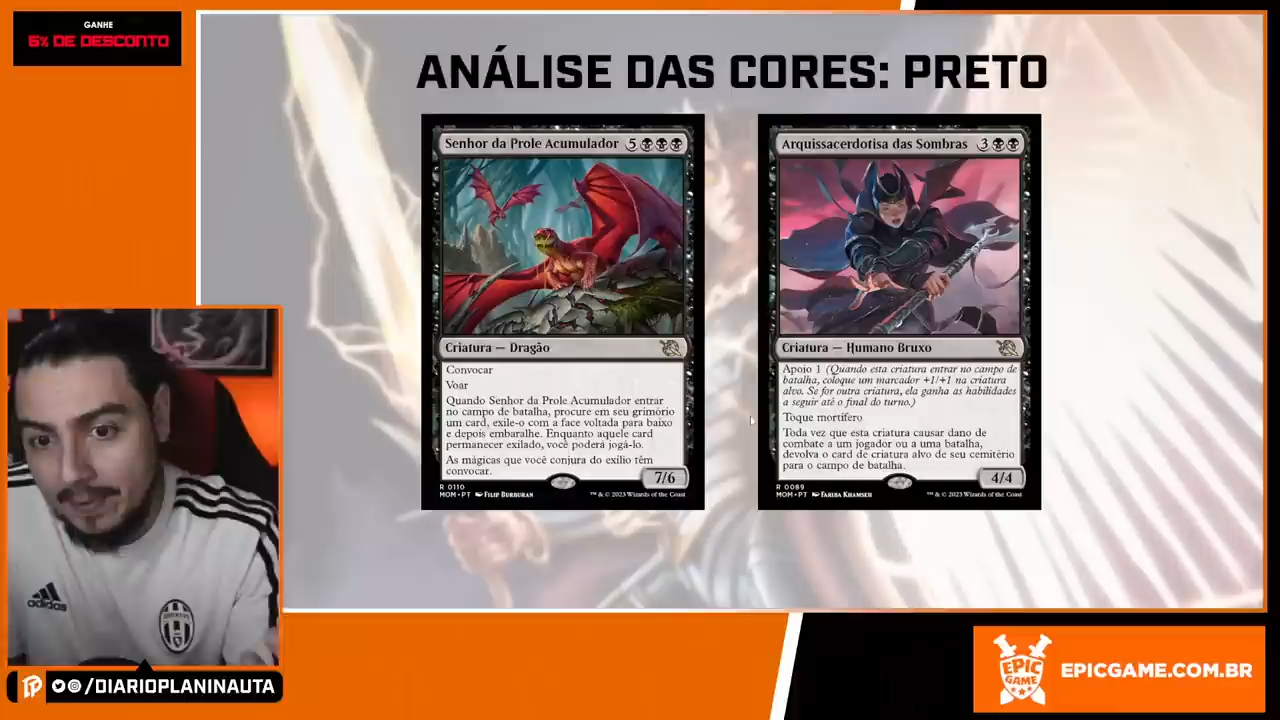 GANHE
6% DE DESCONTO
ANÁLISE DAS CORES: PRETO
Senhor da Prole Acumulador 5
Criatura — Dragão
Convocar
Voar
Quando Senhor da Prole Acumulador entrar
no campo de batalha, procure em seu grimório
um card, exile-o com a face voltada para baixo
e depois embaralhe. Enquanto aquele card
permanecer exilado, você poderá jogá-lo.
As mágicas que você conjura do exílio têm
convocar.
7/6
R 0110
MOM • PT FILIP BURBURAN
™ & © 2023 Wizards of the Coast
Arquissacerdotisa das Sombras 3
Criatura — Humano Bruxo
Apoio 1 (Quando esta criatura entrar no campo de
batalha, coloque um marcador +1/+1 na criatura
alvo. Se for outra criatura, ela ganha as habilidades
a seguir até o final do turno.)
Toque mortífero
Toda vez que esta criatura causar dano de
combate a um jogador ou a uma batalha,
devolva o card de criatura alvo de seu cemitério
para o campo de batalha.
4/4
R 0089
MOM • PT FARIBA KHAMSEH
™ & © 2023 Wizards of the Coast
adidas
JUVENTUS
/DIARIOPLANINAUTA
EPIC
GAME
EPICGAME.COM.BR